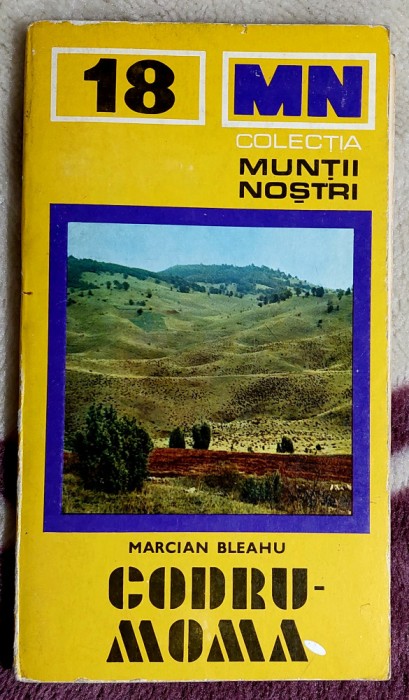 18 MN
COLECȚIA
MUNȚII
NOȘTRI
MARCIAN BLEAHU
CODRU-
MOMA